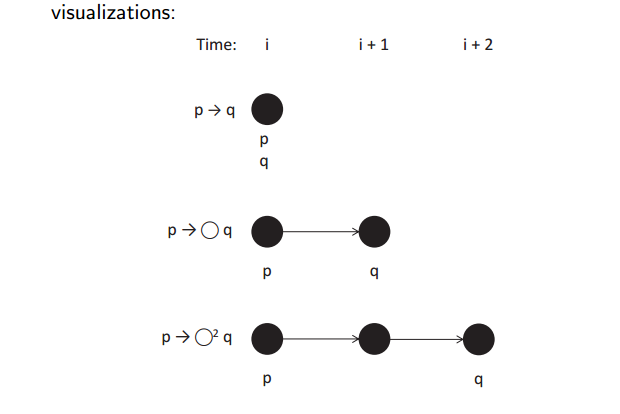 visualizations:
Time: i i + 1 i + 2
p → q
p
q
p → ◯ q
p q
p → ◯² q
p q